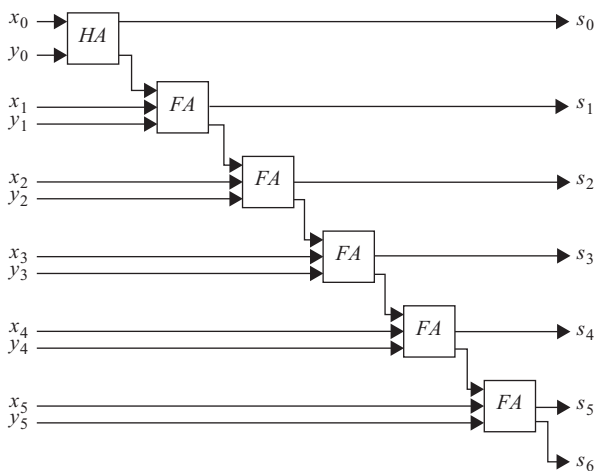 x0 HA s0
y0
x1 FA s1
y1
x2 FA s2
y2
x3 FA s3
y3
x4 FA s4
y4
x5 FA s5
y5
s6